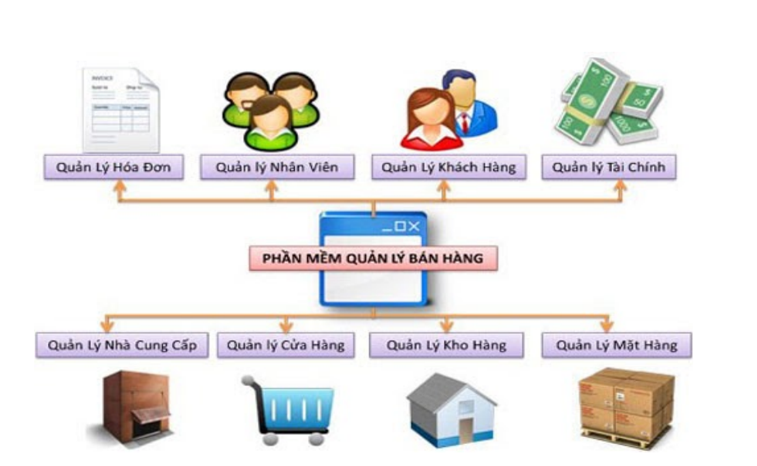 INVOICE
Quản Lý Hóa Đơn
Quản lý Nhân Viên
Quản Lý Khách Hàng
Quản lý Tài Chính
PHẦN MỀM QUẢN LÝ BÁN HÀNG
Quản Lý Nhà Cung Cấp
Quản lý Cửa Hàng
Quản Lý Kho Hàng
Quản Lý Mặt Hàng